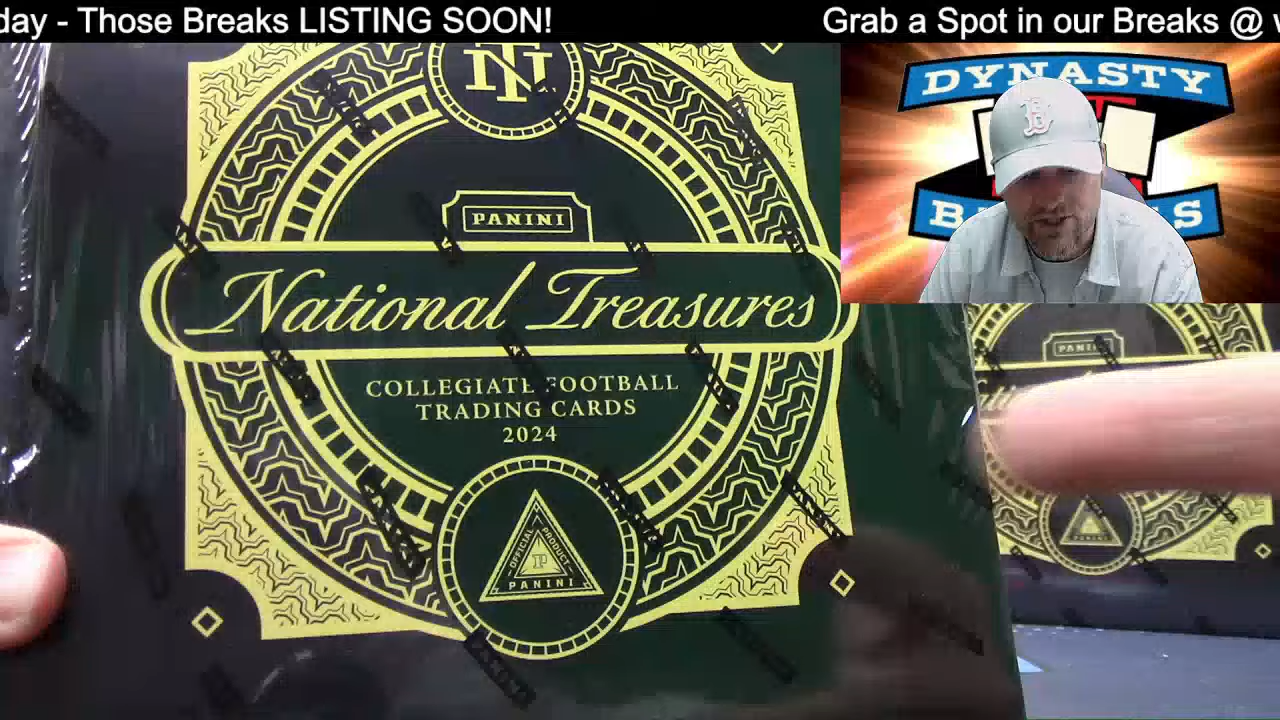 day - Those Breaks LISTING SOON!
Grab a Spot in our Breaks @
NT
PANINI
National Treasures
COLLEGIATE FOOTBALL
TRADING CARDS
2024
OFFICIAL PRODUCT
P
PANINI
DYNASTY
B
S
B
PANINI